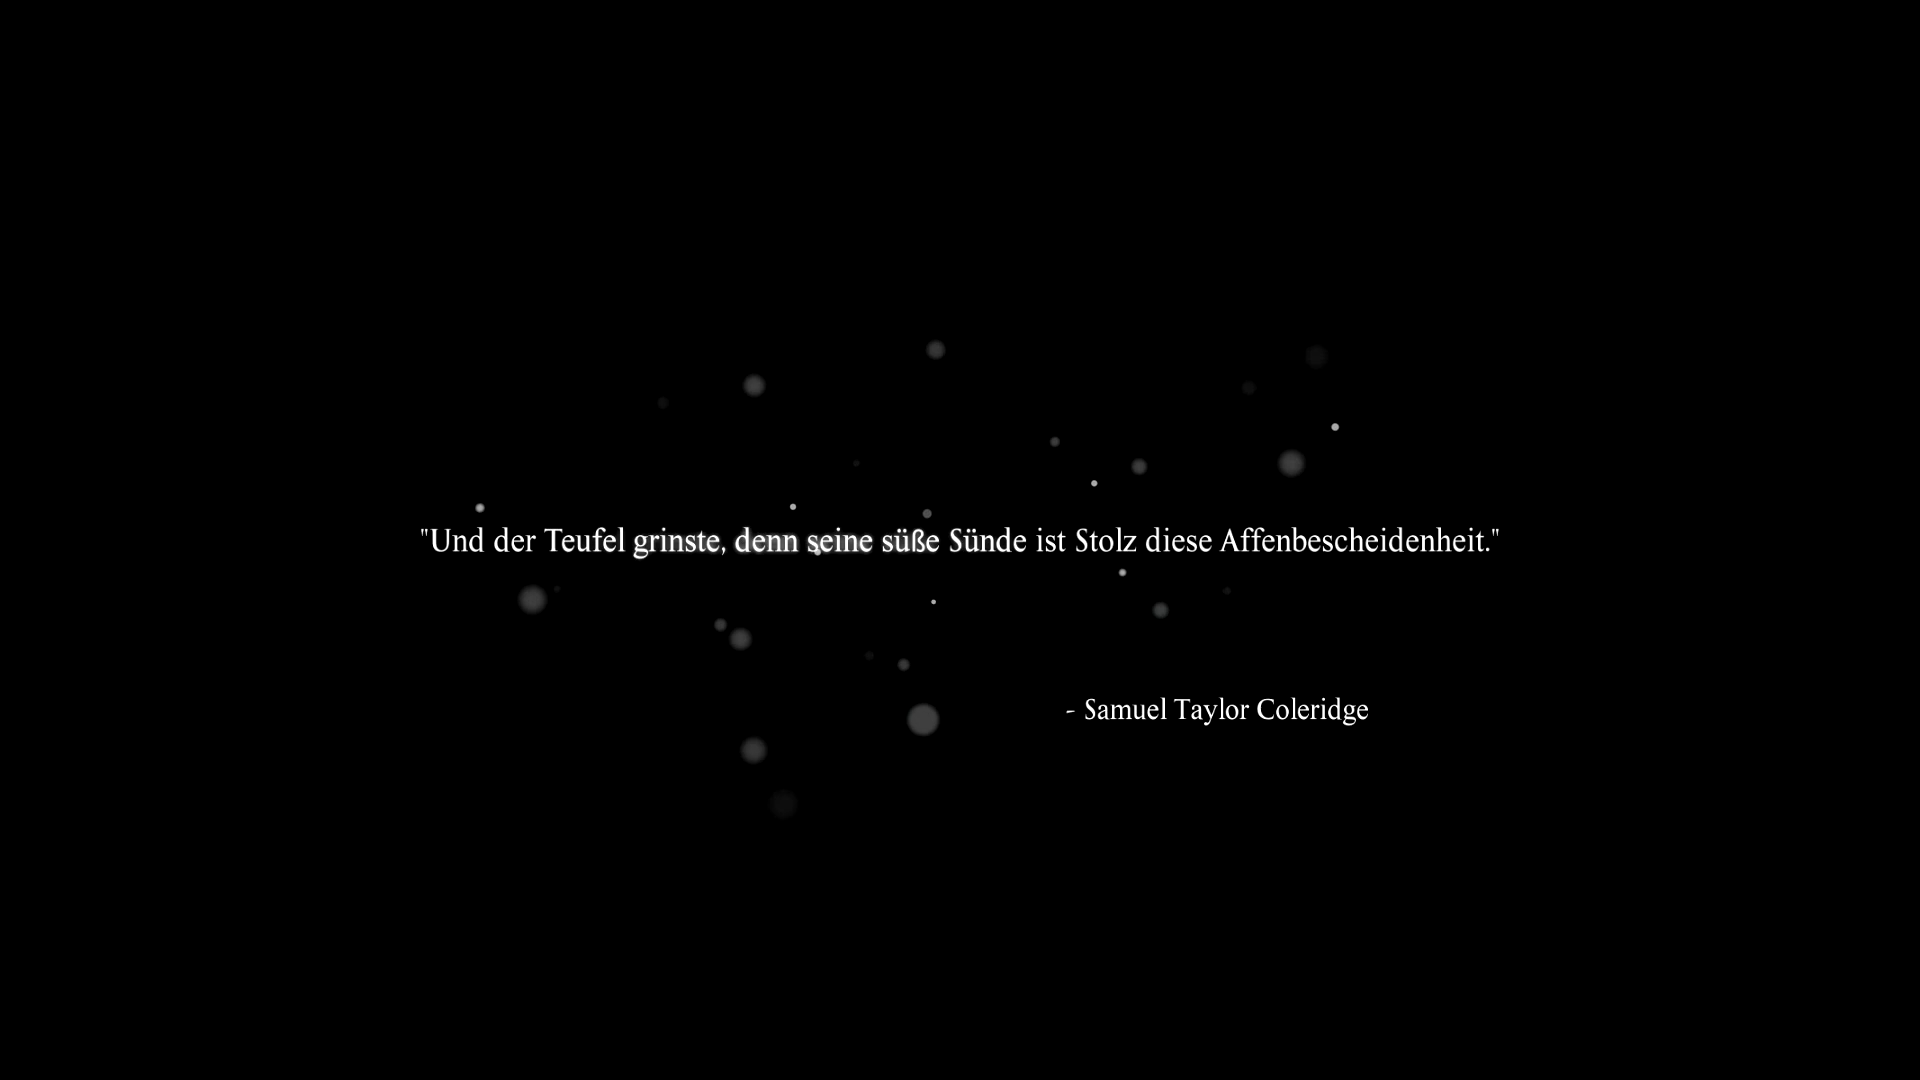 "Und der Teufel grinste, denn seine süße Sünde ist Stolz diese Affenbescheidenheit."
- Samuel Taylor Coleridge